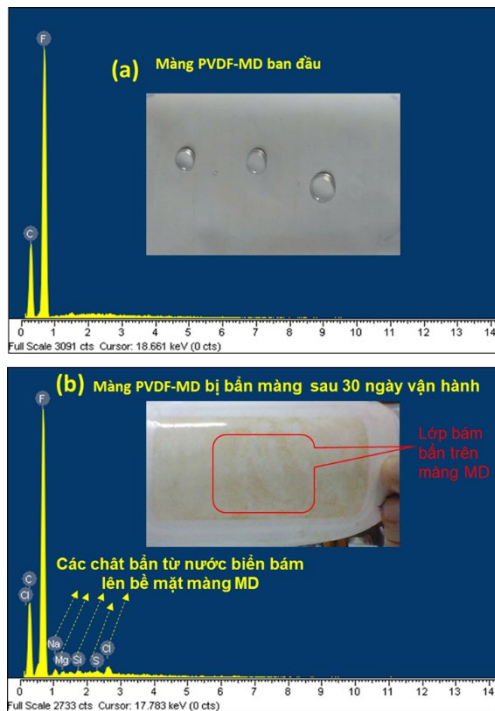 F
(a) Màng PVDF-MD ban đầu
C
0 1 2 3 4 5 6 7 8 9 10 11 12 13 14
Full Scale 3091 cts Cursor: 18.661 keV (0 cts)
(b) Màng PVDF-MD bị bẩn màng sau 30 ngày vận hành
F
Lớp bám
bẩn trên
màng MD
Các chât bẩn từ nước biển bám
lên bề mặt màng MD
C
Cl
Na
Mg Si S Cl
0 1 2 3 4 5 6 7 8 9 10 11 12 13 14
Full Scale 2733 cts Cursor: 17.783 keV (0 cts)